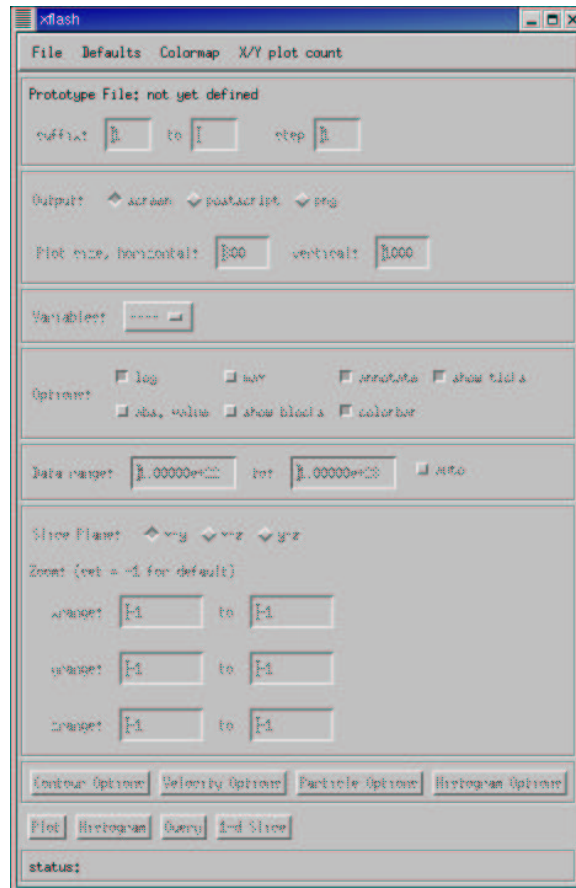 xflash
File Defaults Colormap X/Y plot count
Prototype File: not yet defined
suffix: to step
Output: screen postscript png
Plot size, horizontal: vertical: 1000
Variables: ----
Options: log max annotate show ticks
abs. value show blocks colorbar
Data range: to: auto
Slice Plane: x-y x-z y-z
Zoom: (set = -1 for default)
xrange: -1 to -1
yrange: -1 to -1
zrange: -1 to -1
Contour Options Velocity Options Particle Options Histogram Options
Plot Histogram Query 1-d Slice
status: